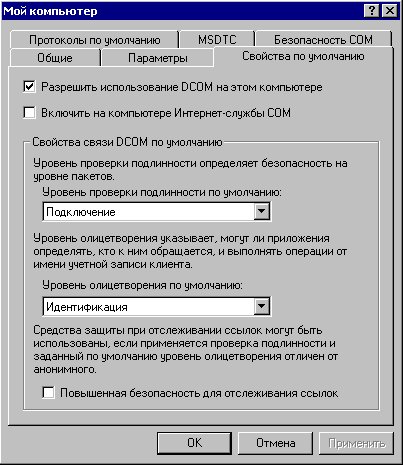 Мой компьютер
Протоколы по умолчанию MSDTC Безопасность COM
Общие Параметры Свойства по умолчанию
Разрешить использование DCOM на этом компьютере
Включить на компьютере Интернет-службы COM
Свойства связи DCOM по умолчанию
Уровень проверки подлинности определяет безопасность на
уровне пакетов.
Уровень проверки подлинности по умолчанию:
Подключение
Уровень олицетворения указывает, могут ли приложения
определять, кто к ним обращается, и выполнять операции от
имени учетной записи клиента.
Уровень олицетворения по умолчанию:
Идентификация
Средства защиты при отслеживании ссылок могут быть
использованы, если применяется проверка подлинности и
заданный по умолчанию уровень олицетворения отличен от
анонимного.
Повышенная безопасность для отслеживания ссылок
OK Отмена Применить